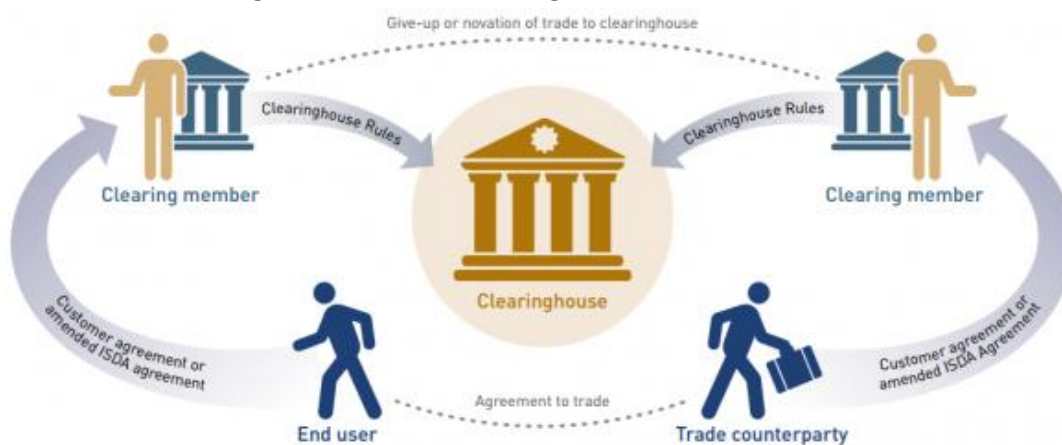 Give-up or novation of trade to clearinghouse
Clearinghouse Rules
Clearinghouse Rules
Clearing member
Clearing member
Clearinghouse
Customer agreement or
amended ISDA agreement
Customer agreement or
amended ISDA Agreement
Agreement to trade
End user
Trade counterparty